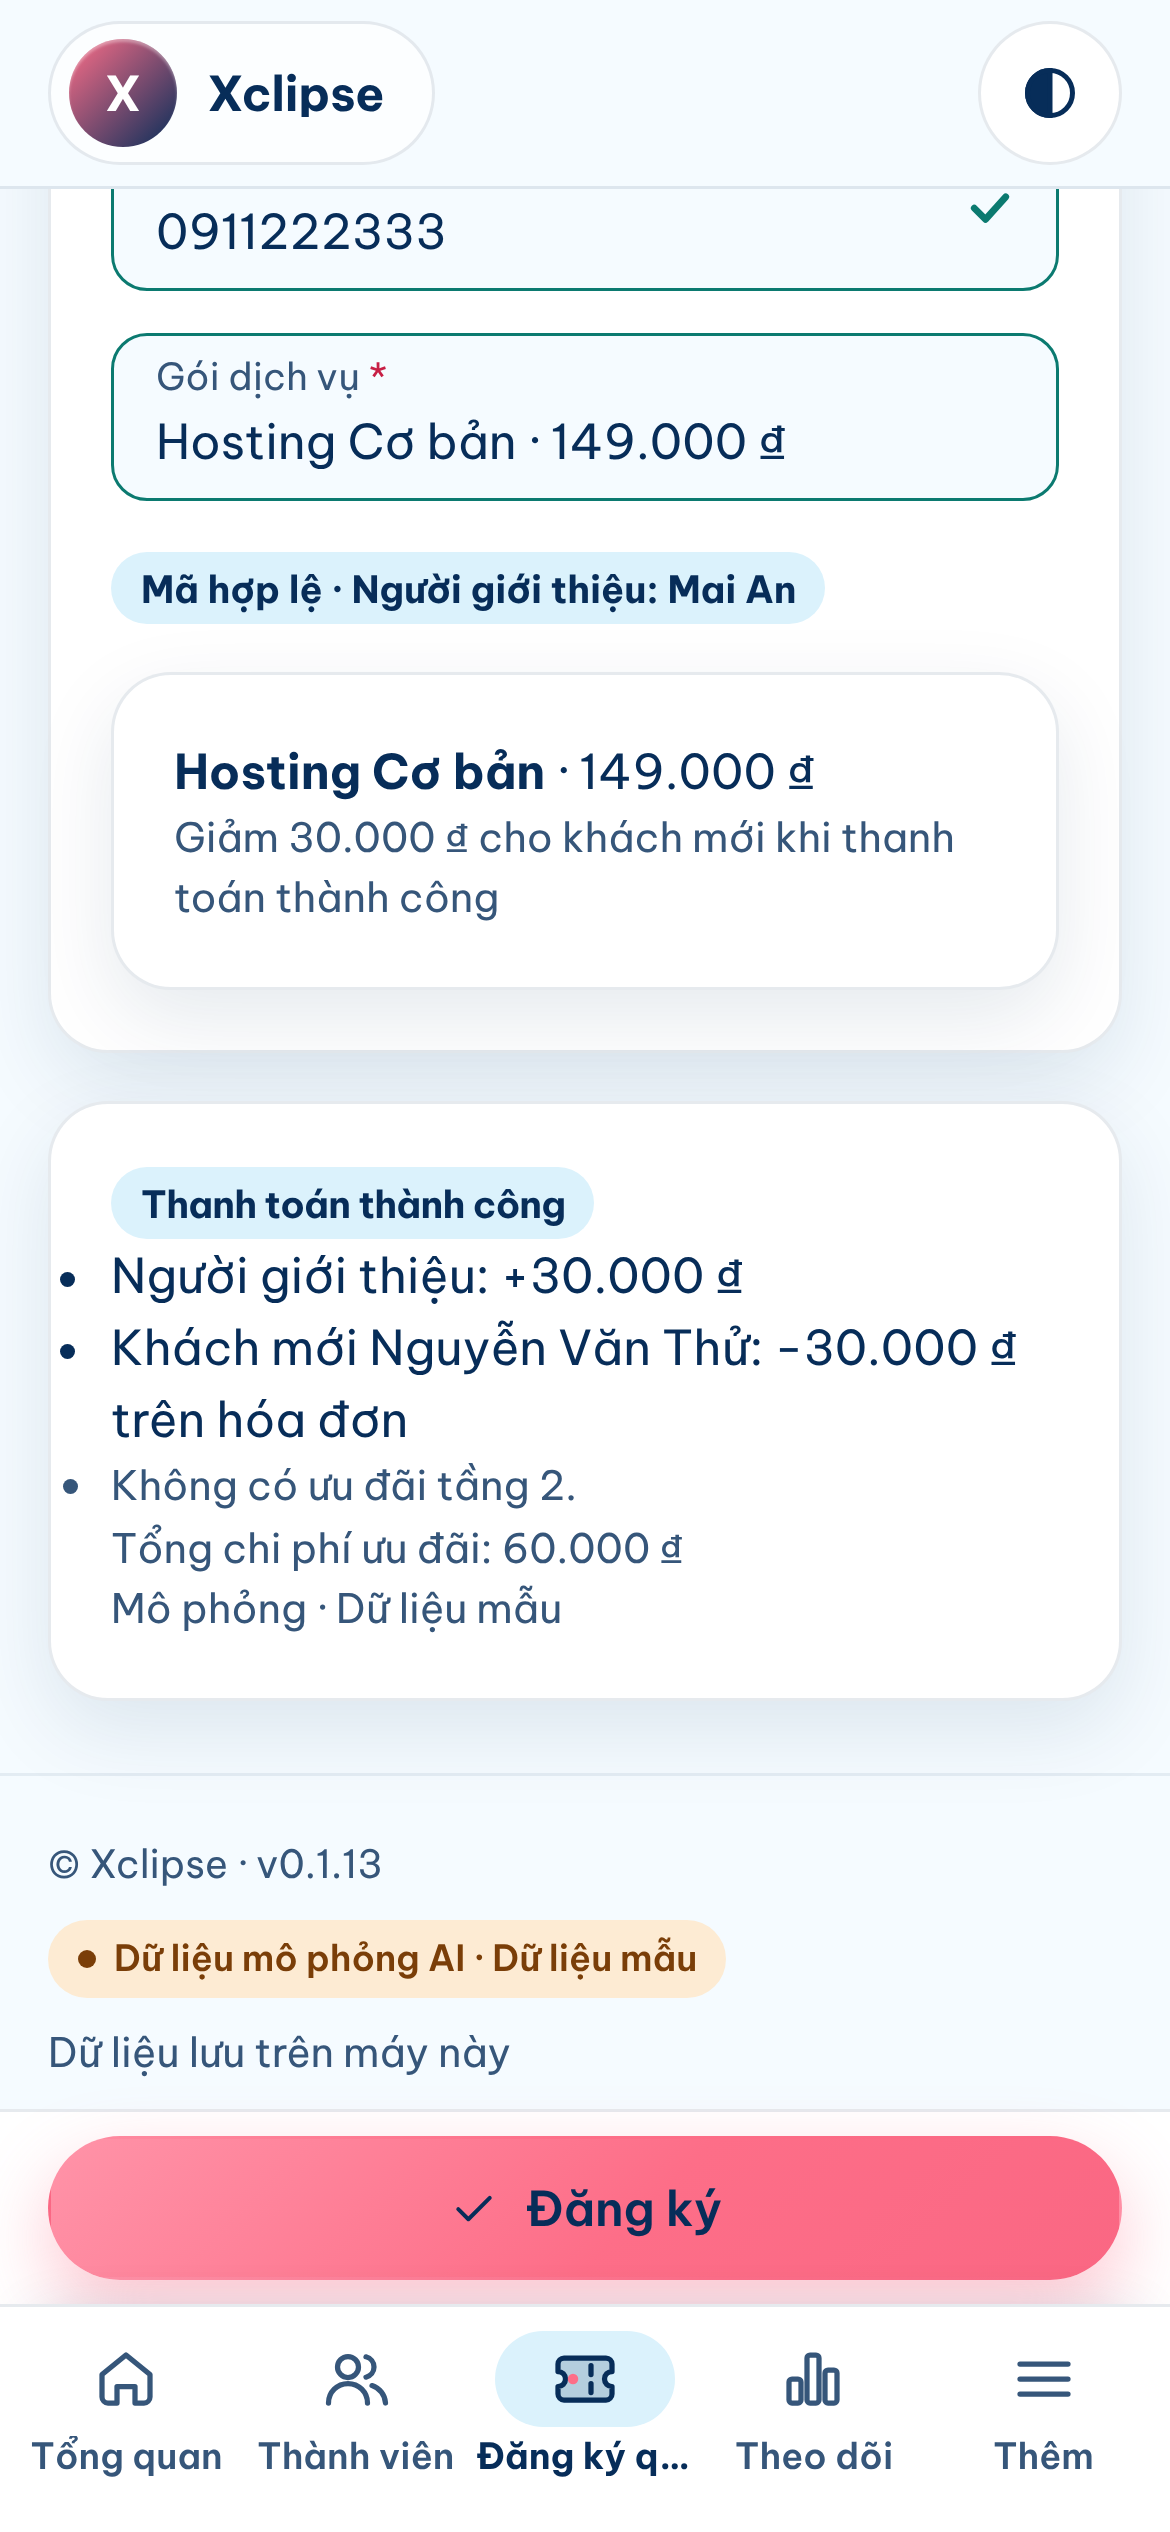 X Xclipse
0911222333
Gói dịch vụ *
Hosting Cơ bản · 149.000 ₫
Mã hợp lệ · Người giới thiệu: Mai An
Hosting Cơ bản · 149.000 ₫
Giảm 30.000 ₫ cho khách mới khi thanh
toán thành công
Thanh toán thành công
• Người giới thiệu: +30.000 ₫
• Khách mới Nguyễn Văn Thử: -30.000 ₫
trên hóa đơn
• Không có ưu đãi tầng 2.
Tổng chi phí ưu đãi: 60.000 ₫
Mô phỏng · Dữ liệu mẫu
© Xclipse · v0.1.13
• Dữ liệu mô phỏng AI · Dữ liệu mẫu
Dữ liệu lưu trên máy này
Đăng ký
Tổng quan Thành viên Đăng ký q... Theo dõi Thêm